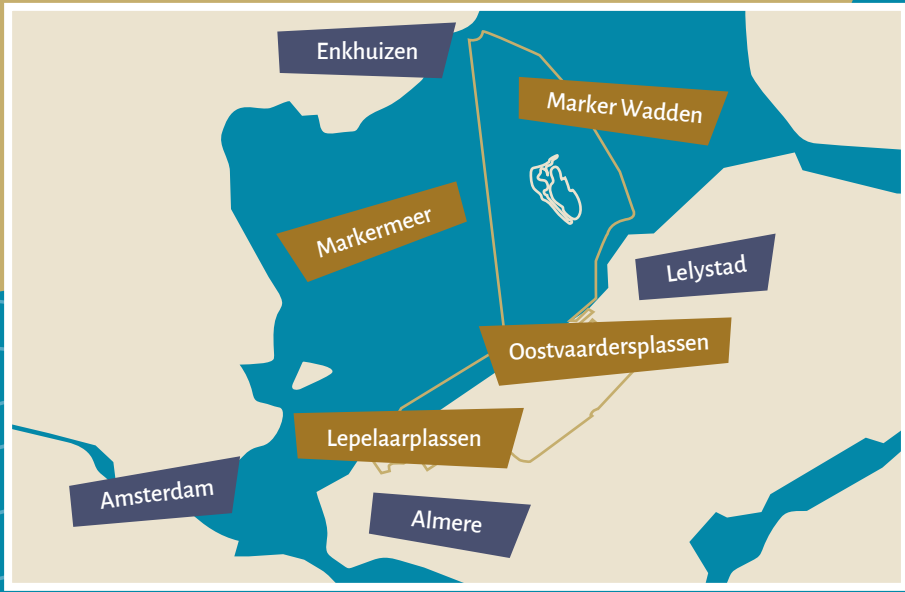 Enkhuizen
Marker Wadden
Markermeer
Lelystad
Oostvaardersplassen
Lepelaarplassen
Amsterdam
Almere